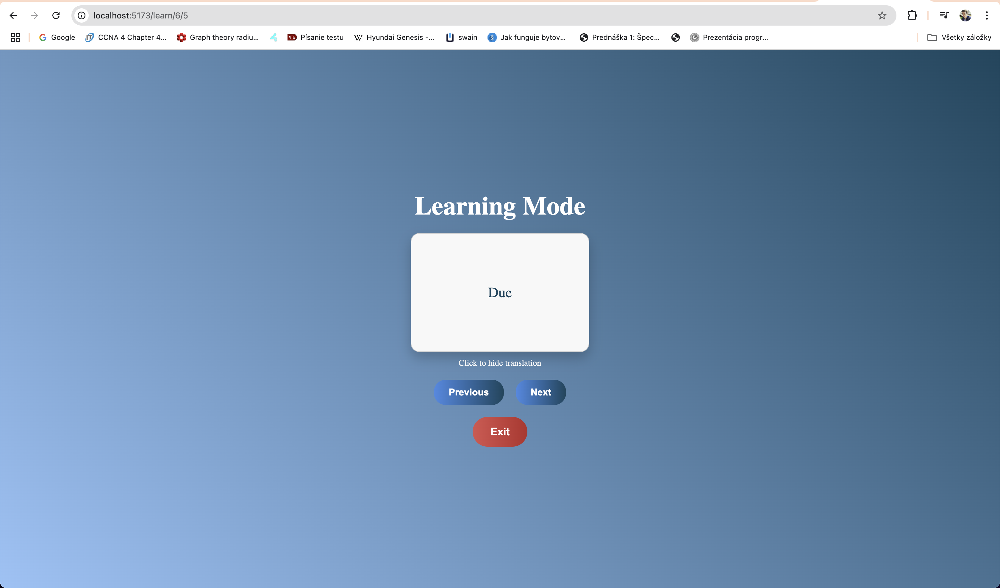 localhost:5173/learn/6/5
Google CCNA 4 Chapter 4... Graph theory radiu... AIS Písanie testu W Hyundai Genesis -... swain Jak funguje bytov... Prednáška 1: Špec... Prezentácia progr... Všetky záložky
Learning Mode
Due
Click to hide translation
Previous Next
Exit